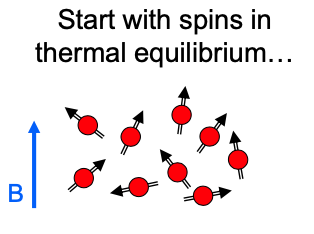 Start with spins in
thermal equilibrium…
B